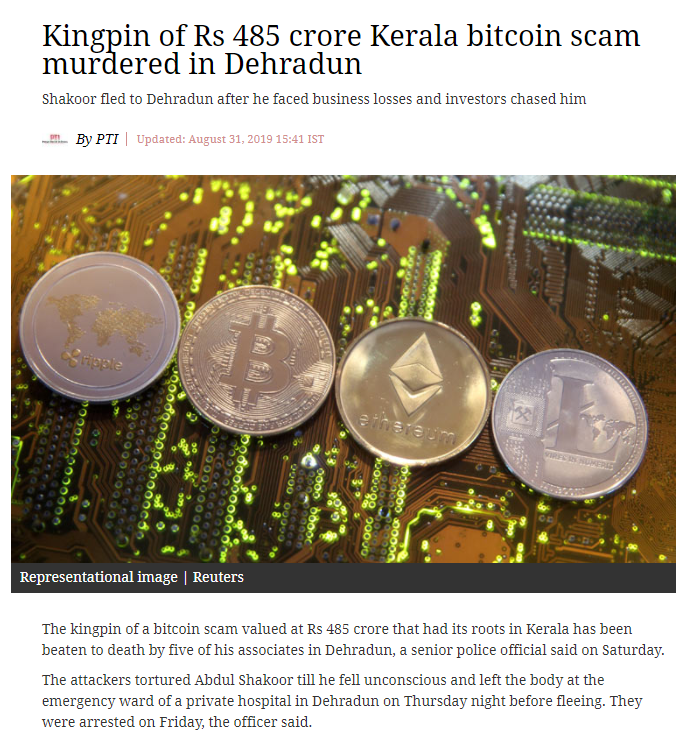 Kingpin of Rs 485 crore Kerala bitcoin scam
murdered in Dehradun
Shakoor fled to Dehradun after he faced business losses and investors chased him
PTI
By PTI | Updated: August 31, 2019 15:41 IST
ripple
B
ethereum
L
Representational image | Reuters
The kingpin of a bitcoin scam valued at Rs 485 crore that had its roots in Kerala has been
beaten to death by five of his associates in Dehradun, a senior police official said on Saturday.
The attackers tortured Abdul Shakoor till he fell unconscious and left the body at the
emergency ward of a private hospital in Dehradun on Thursday night before fleeing. They
were arrested on Friday, the officer said.